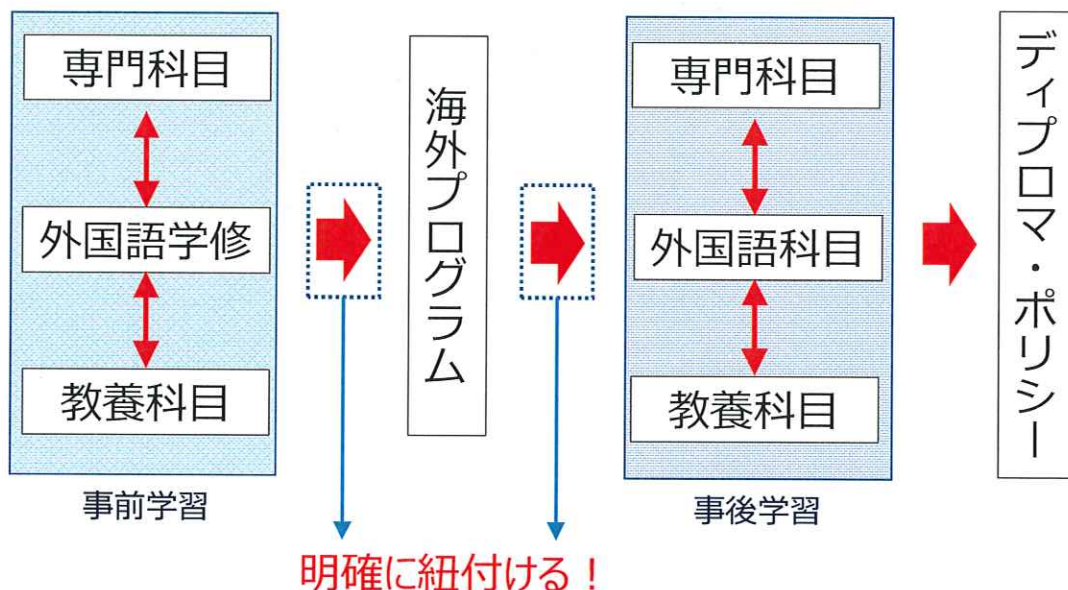 専門科目
外国語学修
教養科目
事前学習
海外プログラム
専門科目
外国語科目
教養科目
事後学習
ディプロマ・ポリシー
明確に紐付ける！